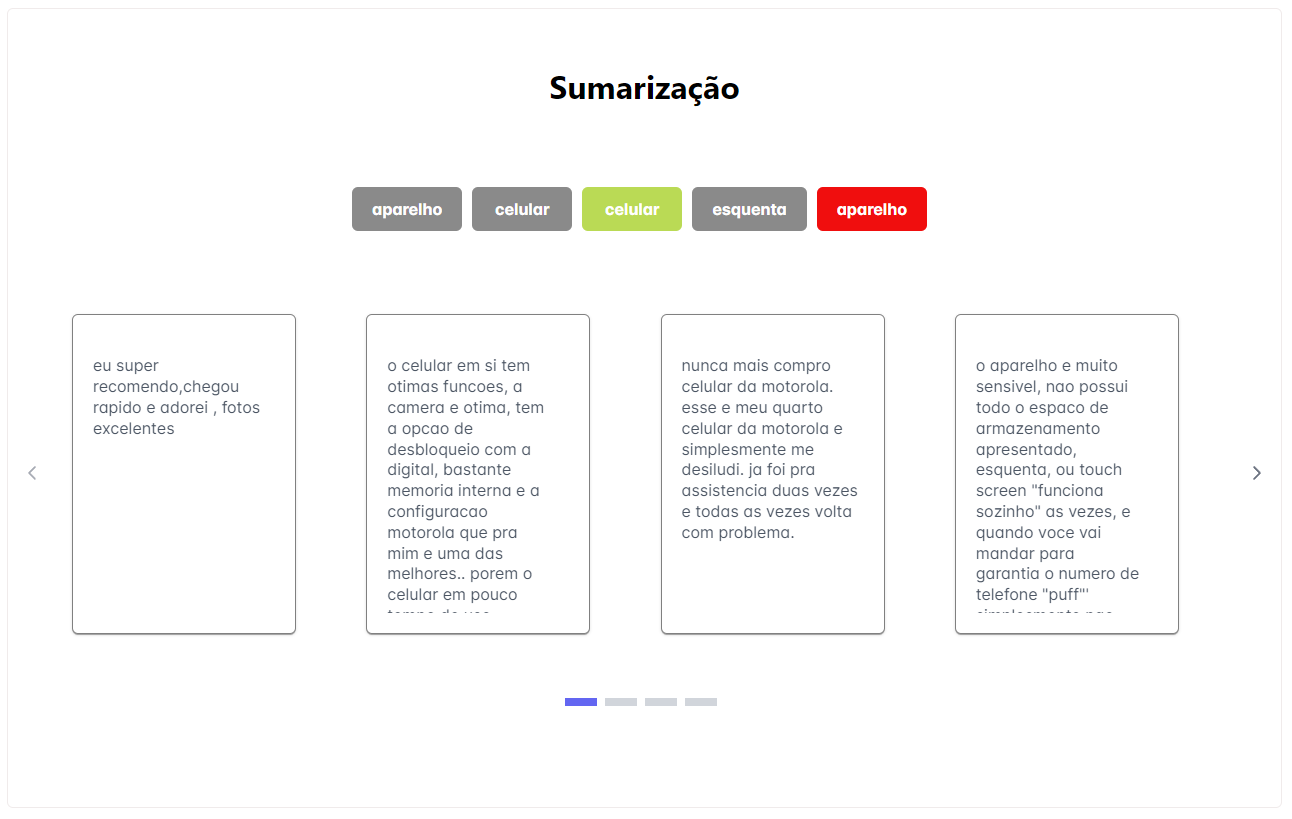 Sumarização
aparelho
celular
celular
esquenta
aparelho
eu super
recomendo,chegou
rapido e adorei , fotos
excelentes
o celular em si tem
otimas funcoes, a
camera e otima, tem
a opcao de
desbloqueio com a
digital, bastante
memoria interna e a
configuracao
motorola que pra
mim e uma das
melhores.. porem o
celular em pouco
nunca mais compro
celular da motorola.
esse e meu quarto
celular da motorola e
simplesmente me
desiludi. ja foi pra
assistencia duas vezes
e todas as vezes volta
com problema.
o aparelho e muito
sensivel, nao possui
todo o espaco de
armazenamento
apresentado,
esquenta, ou touch
screen "funciona
sozinho" as vezes, e
quando voce vai
mandar para
garantia o numero de
telefone "puff"'